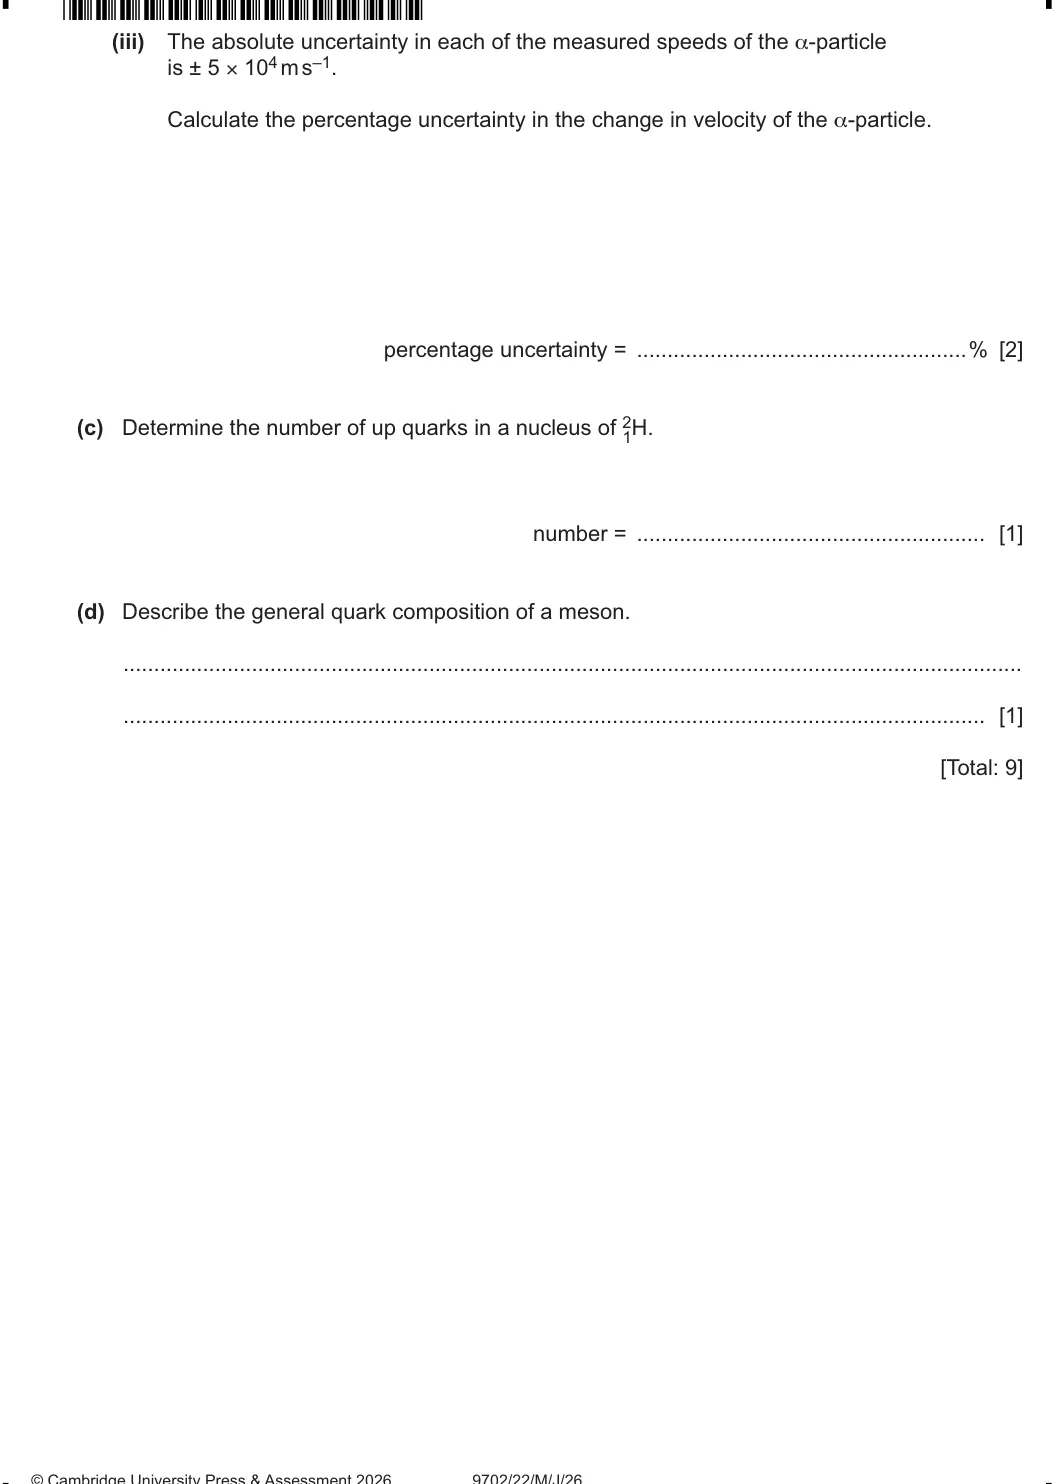 (iii) The absolute uncertainty in each of the measured speeds of the α-particle
is ± 5 × 10⁴ m s⁻¹.
Calculate the percentage uncertainty in the change in velocity of the α-particle.
percentage uncertainty = ...................................................... % [2]
(c) Determine the number of up quarks in a nucleus of ²₁H.
number = ......................................................... [1]
(d) Describe the general quark composition of a meson.
...................................................................................................................................................
............................................................................................................................................. [1]
[Total: 9]
© Cambridge University Press & Assessment 2026 9702/22/M/J/26